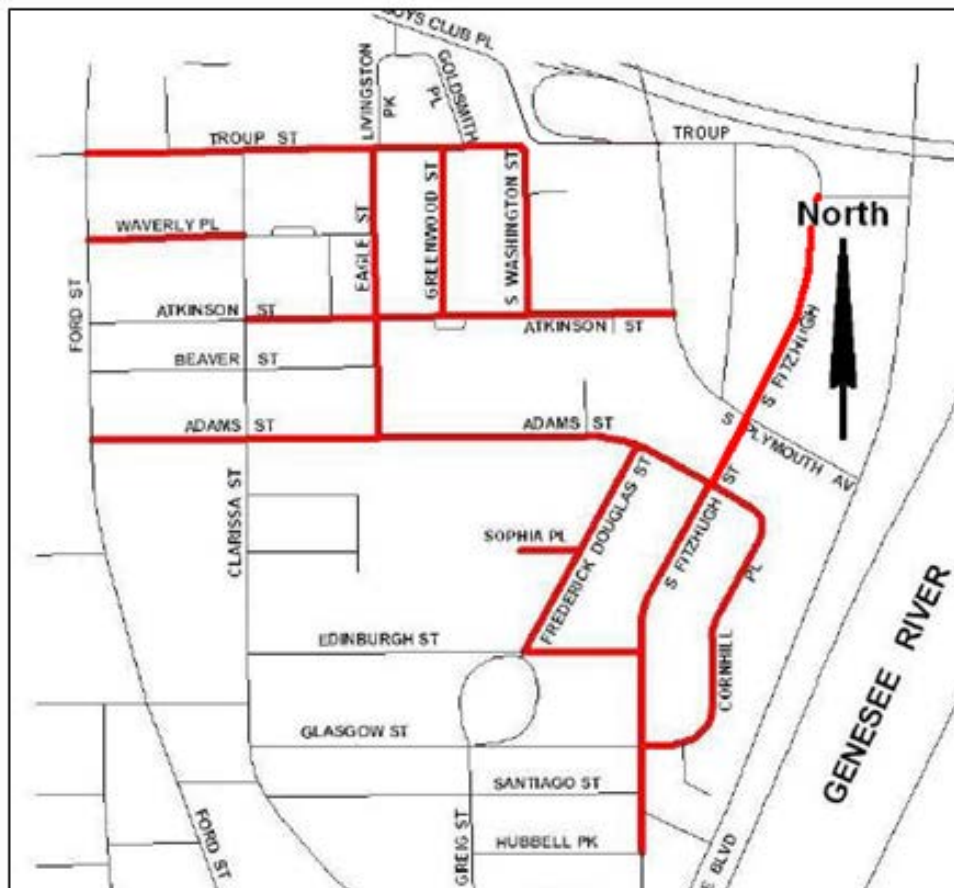 OYS CLUB PL
LIVINGSTON
PK
GOLDSMITH
PL
TROUP ST
TROUP
WAVERLY PL
EAGLE ST
GREENWOOD ST
S WASHINGTON ST
North
FORD ST
ATKINSON ST
ATKINSON ST
S FITZHUGH
BEAVER ST
ADAMS ST
ADAMS ST
S PLYMOUTH AV
CLARISSA ST
SOPHIA PL
FREDERICK DOUGLAS ST
S FITZHUGH ST
CORNHILL PL
EDINBURGH ST
GENESEE RIVER
GLASGOW ST
SANTIAGO ST
FORD ST
GREIG ST
HUBBELL PK
E BLVD